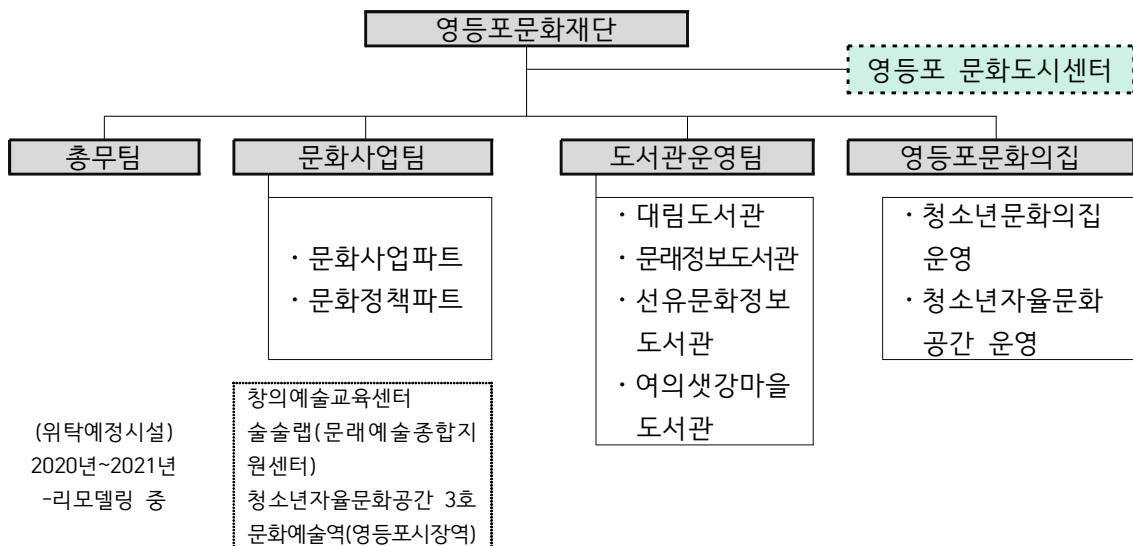 영등포문화재단
영등포 문화도시센터
총무팀
문화사업팀
도서관운영팀
영등포문화의집
· 문화사업파트
· 문화정책파트
· 대림도서관
· 문래정보도서관
· 선유문화정보
도서관
· 여의샛강마을
도서관
· 청소년문화의집
운영
· 청소년자율문화
공간 운영
(위탁예정시설)
2020년~2021년
-리모델링 중
창의예술교육센터
술술랩(문래예술종합지
원센터)
청소년자율문화공간 3호
문화예술역(영등포시장역)